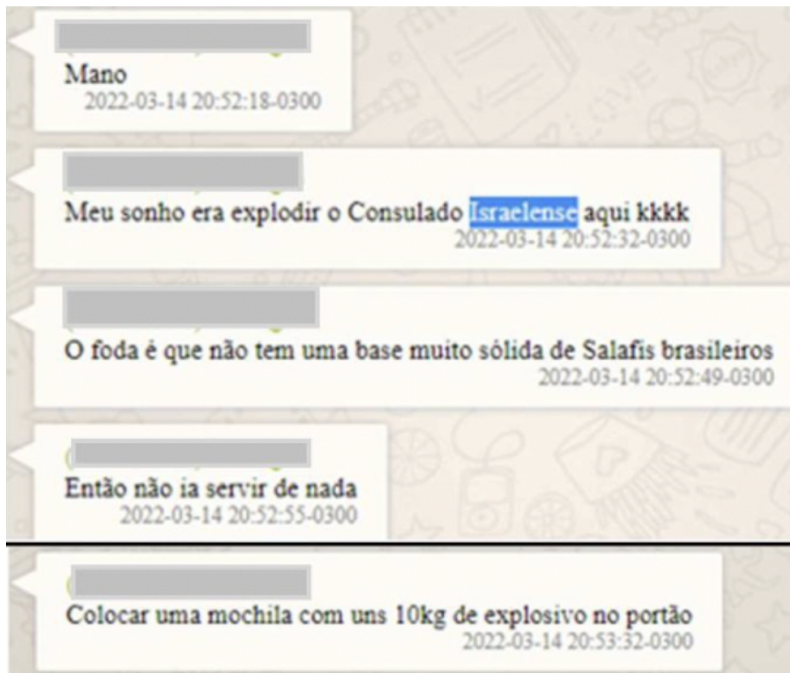 Mano
2022-03-14 20:52:18-0300
Meu sonho era explodir o Consulado Israelense aqui kkkk
2022-03-14 20:52:32-0300
O foda é que não tem uma base muito sólida de Salafis brasileiros
2022-03-14 20:52:49-0300
Então não ia servir de nada
2022-03-14 20:52:55-0300
Colocar uma mochila com uns 10kg de explosivo no portão
2022-03-14 20:53:32-0300